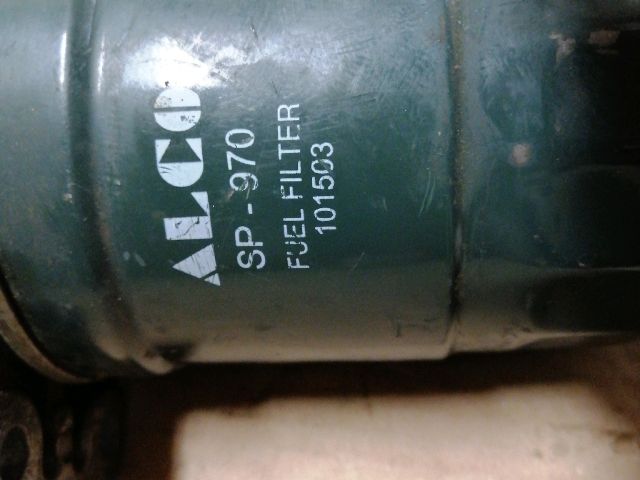 ALCO
SP - 970
FUEL FILTER
101503